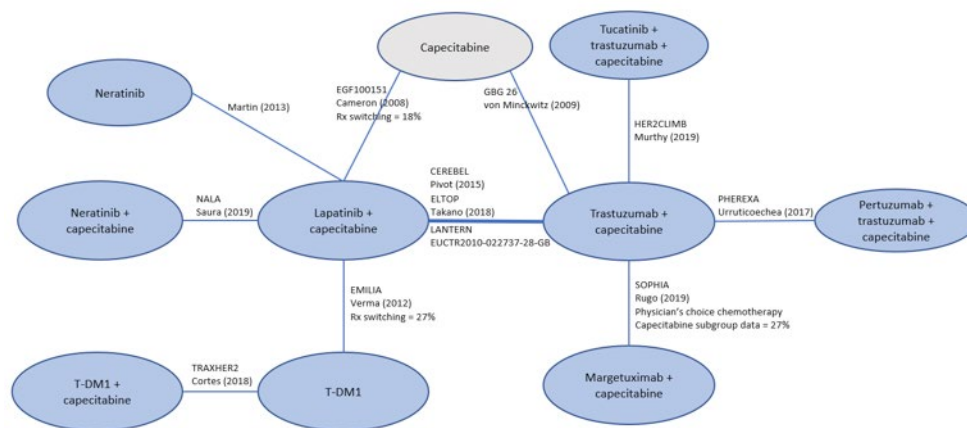 Capecitabine
Tucatinib +
trastuzumab +
capecitabine
Neratinib
Martin (2013)
EGF100151
Cameron (2008)
Rx switching = 18%
GBG 26
von Minckwitz (2009)
HER2CLIMB
Murthy (2019)
Neratinib +
capecitabine
NALA
Saura (2019)
Lapatinib +
capecitabine
CEREBEL
Pivot (2015)
ELTOP
Takano (2018)
LANTERN
EUCTR2010-022737-28-GB
Trastuzumab +
capecitabine
PHEREXA
Urruticoechea (2017)
Pertuzumab +
trastuzumab +
capecitabine
EMILIA
Verma (2012)
Rx switching = 27%
SOPHIA
Rugo (2019)
Physician's choice chemotherapy
Capecitabine subgroup data = 27%
T-DM1 +
capecitabine
TRAXHER2
Cortes (2018)
T-DM1
Margetuximab +
capecitabine